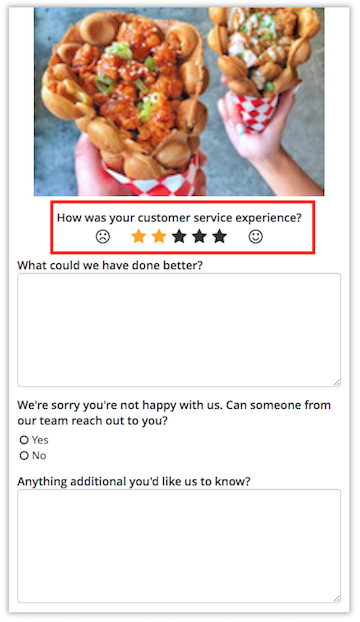 How was your customer service experience?
What could we have done better?
We're sorry you're not happy with us. Can someone from
our team reach out to you?
Yes
No
Anything additional you'd like us to know?